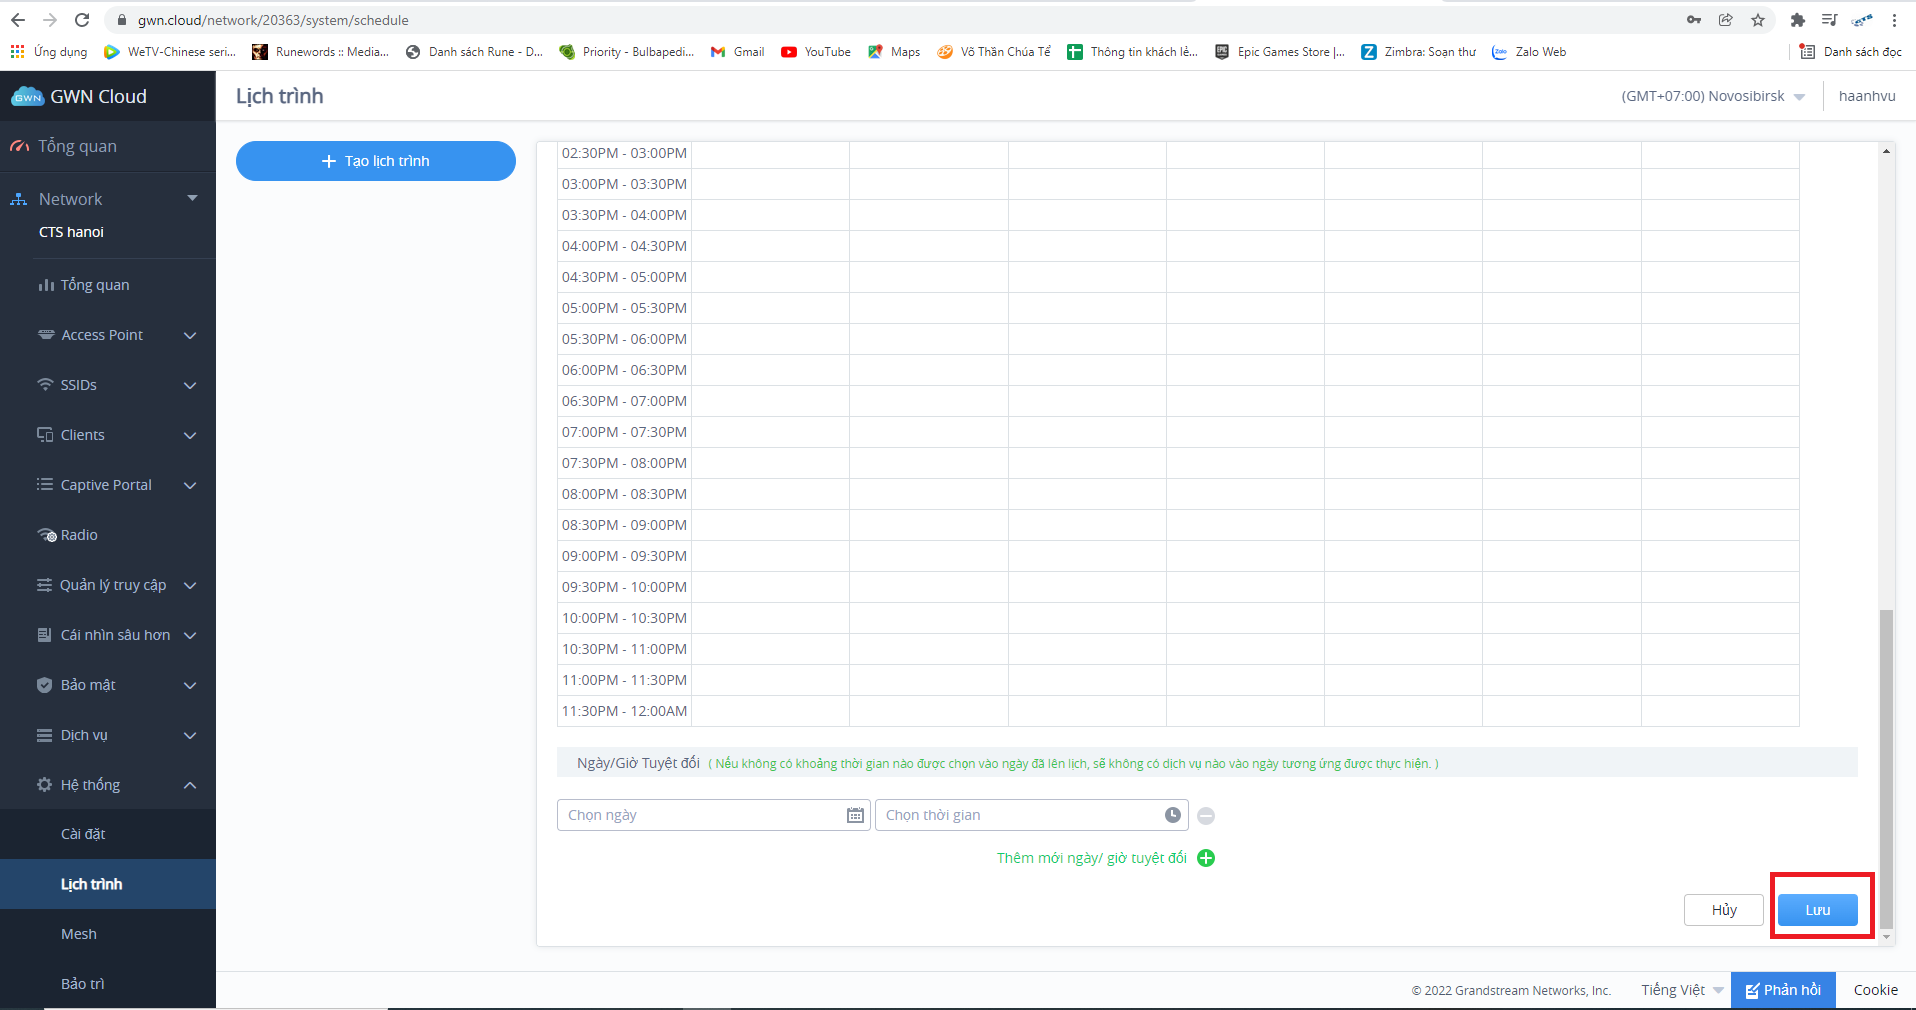 gwn.cloud/network/20363/system/schedule
Ứng dụng
WeTV-Chinese seri...
Runewords :: Media...
Danh sách Rune - D...
Priority - Bulbapedi...
Gmail
YouTube
Maps
Võ Thần Chúa Tể
Thông tin khách lẻ...
Epic Games Store |...
Zimbra: Soạn thư
Zalo Web
Danh sách đọc
GWN
GWN Cloud
Lịch trình
(GMT+07:00) Novosibirsk
haanhvu
Tổng quan
Network
CTS hanoi
Tổng quan
Access Point
SSIDs
Clients
Captive Portal
Radio
Quản lý truy cập
Cái nhìn sâu hơn
Bảo mật
Dịch vụ
Hệ thống
Cài đặt
Lịch trình
Mesh
Bảo trì
Tạo lịch trình
02:30PM - 03:00PM
03:00PM - 03:30PM
03:30PM - 04:00PM
04:00PM - 04:30PM
04:30PM - 05:00PM
05:00PM - 05:30PM
05:30PM - 06:00PM
06:00PM - 06:30PM
06:30PM - 07:00PM
07:00PM - 07:30PM
07:30PM - 08:00PM
08:00PM - 08:30PM
08:30PM - 09:00PM
09:00PM - 09:30PM
09:30PM - 10:00PM
10:00PM - 10:30PM
10:30PM - 11:00PM
11:00PM - 11:30PM
11:30PM - 12:00AM
Ngày/Giờ Tuyệt đối ( Nếu không có khoảng thời gian nào được chọn vào ngày đã lên lịch, sẽ không có dịch vụ nào vào ngày tương ứng được thực hiện. )
Chọn ngày
Chọn thời gian
Thêm mới ngày/ giờ tuyệt đối
Hủy
Lưu
© 2022 Grandstream Networks, Inc.
Tiếng Việt
Phản hồi
Cookie